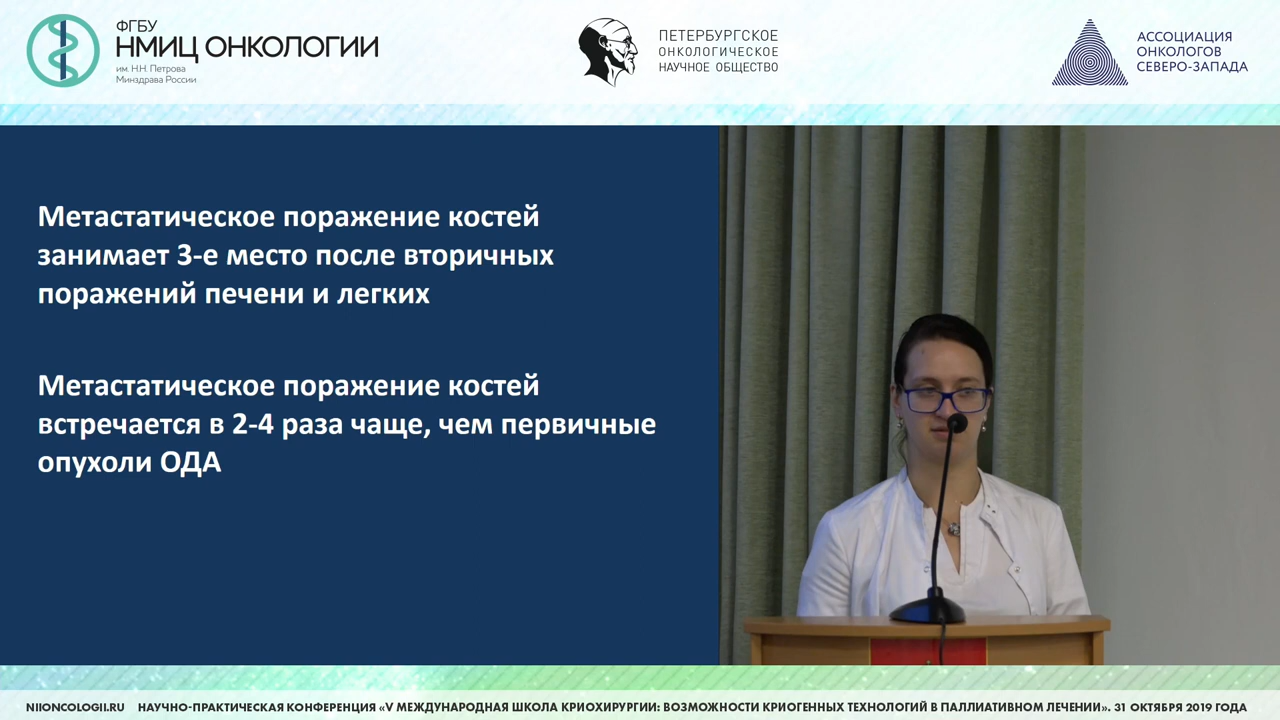 ФГБУ
НМИЦ ОНКОЛОГИИ
им. Н.Н. Петрова
Минздрава России
ПЕТЕРБУРГСКОЕ
ОНКОЛОГИЧЕСКОЕ
НАУЧНОЕ ОБЩЕСТВО
АССОЦИАЦИЯ
ОНКОЛОГОВ
СЕВЕРО-ЗАПАДА
Метастатическое поражение костей
занимает 3-е место после вторичных
поражений печени и легких
Метастатическое поражение костей
встречается в 2-4 раза чаще, чем первичные
опухоли ОДА
NIIONCOLOGII.RU НАУЧНО-ПРАКТИЧЕСКАЯ КОНФЕРЕНЦИЯ «V МЕЖДУНАРОДНАЯ ШКОЛА КРИОХИРУРГИИ: ВОЗМОЖНОСТИ КРИОГЕННЫХ ТЕХНОЛОГИЙ В ПАЛЛИАТИВНОМ ЛЕЧЕНИИ». 31 ОКТЯБРЯ 2019 ГОДА